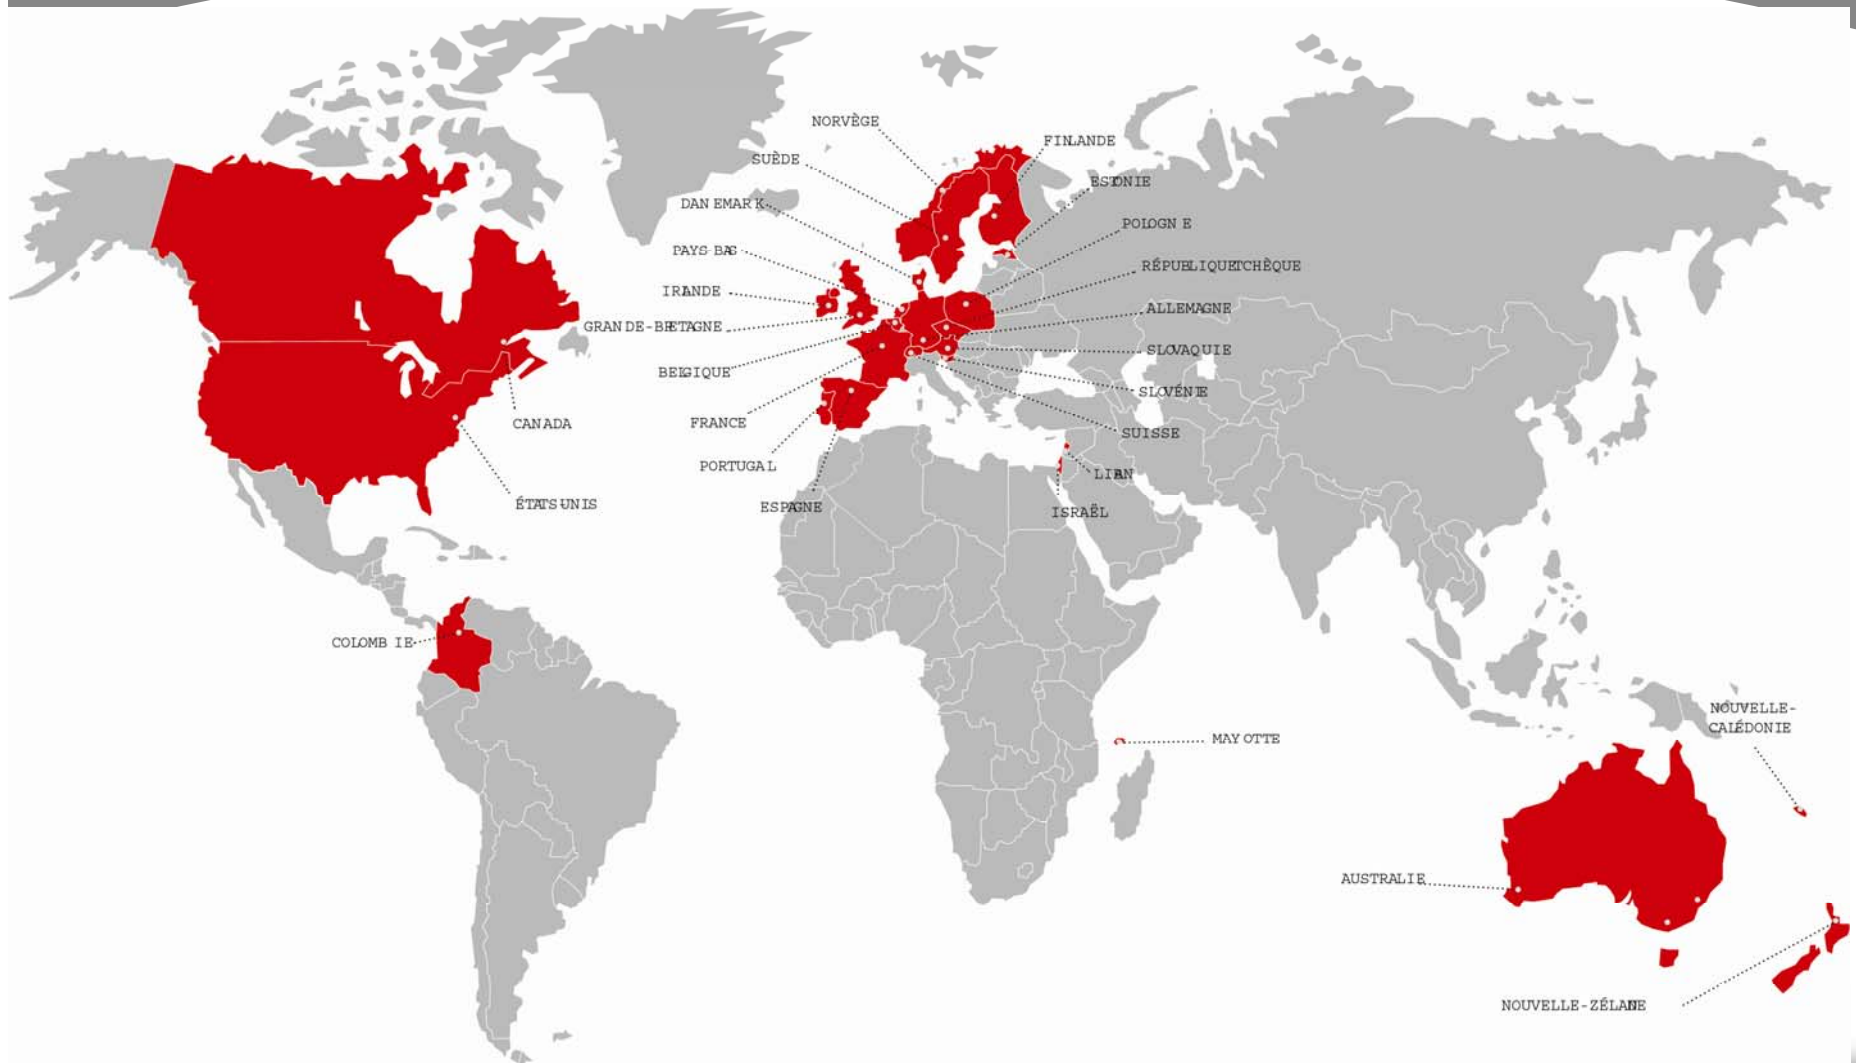 NORVÈGE
FINLANDE
SUÈDE
ESTONIE
DANEMARK
POLOGNE
PAYS-BAS
RÉPUBLIQUE TCHÈQUE
IRLANDE
ALLEMAGNE
GRANDE-BRETAGNE
SLOVAQUIE
BELGIQUE
SLOVÉNIE
FRANCE
CANADA
SUISSE
PORTUGAL
LIBAN
ÉTATS-UNIS
ESPAGNE
ISRAËL
COLOMBIE
NOUVELLE-
CALÉDONIE
MAYOTTE
AUSTRALIE
NOUVELLE-ZÉLANDE